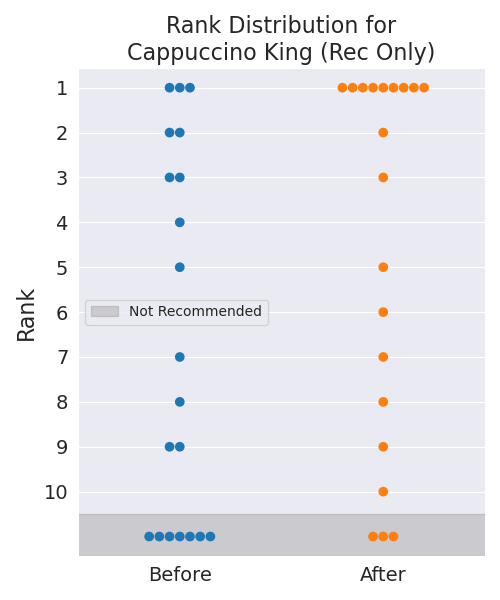 Rank Distribution for
Cappuccino King (Rec Only)
Rank
1
2
3
4
5
6
7
8
9
10
Not Recommended
Before
After